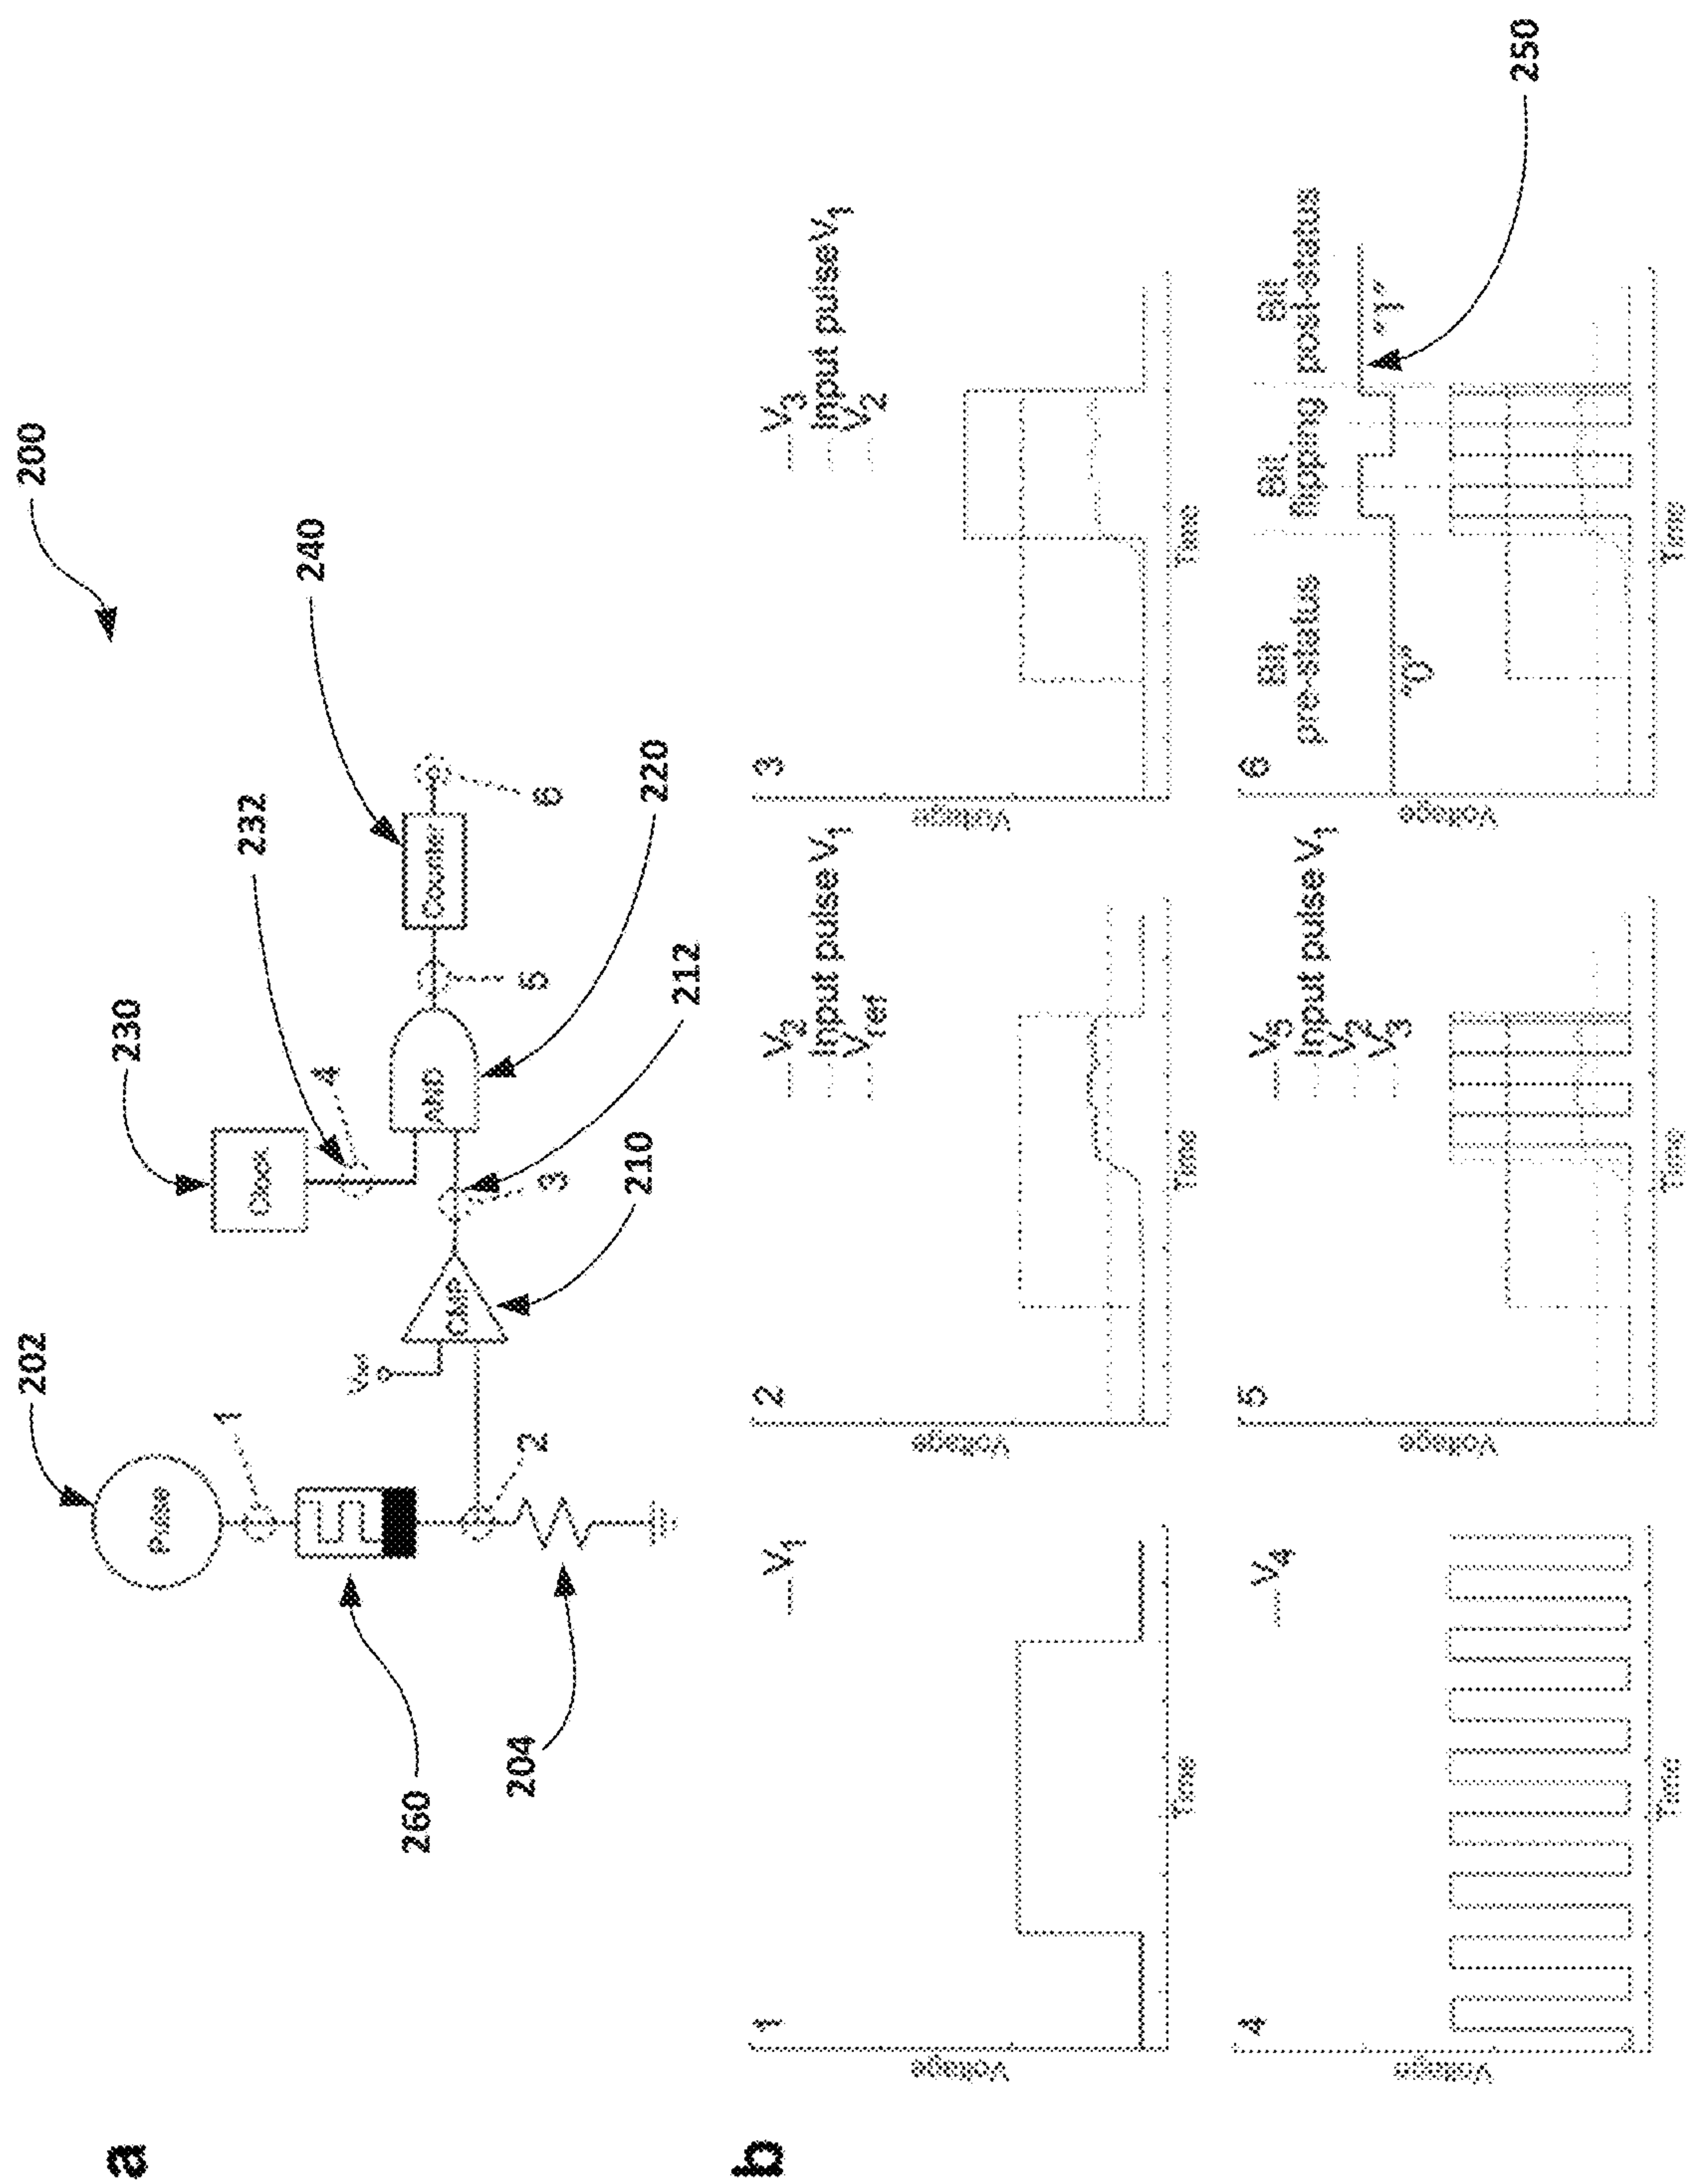 a
200
202
Pulse
1
260
2
204
Vref
CMP
210
3
212
230
Clock
232
4
AND
220
5
Counter
240
6
b
1
V1
Voltage
Time
2
V2
Input pulse V1
Vref
Voltage
Time
3
V3
Input pulse V1
V2
Voltage
Time
4
V4
Voltage
Time
5
V5
Input pulse V1
V2
V3
Voltage
Time
6
Bit
pre-status
Bit
flipping
Bit
post-status
"0"
"1"
250
Voltage
Time